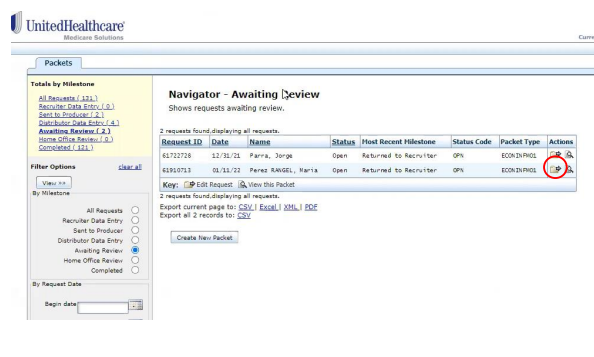 UnitedHealthcare
Medicare Solutions
Packets
Totals by Milestone
All Requests ( 131 )
Recruiter Data Entry ( 0 )
Sent to Producer ( 2 )
Distributor Data Entry ( 4 )
Awaiting Review ( 2 )
Home Office Review ( 0 )
Completed ( 121 )
Filter Options clear all
View >>
By Milestone
All Requests
Recruiter Data Entry
Sent to Producer
Distributor Data Entry
Awaiting Review
Home Office Review
Completed
By Request Date
Begin date
Navigator - Awaiting Review
Shows requests awaiting review.
2 requests found,displaying all requests.
Request ID Date Name Status Most Recent Milestone Status Code Packet Type Actions
61722728 12/31/21 Parra, Jorge Open Returned to Recruiter OPN ECONINFMO1
61910713 01/11/22 Perez RANGEL, Maria Open Returned to Recruiter OPN ECONINFMO1
Key: Edit Request View this Packet
2 requests found,displaying all requests.
Export current page to: CSV | Excel | XML | PDF
Export all 2 records to: CSV
Create New Packet